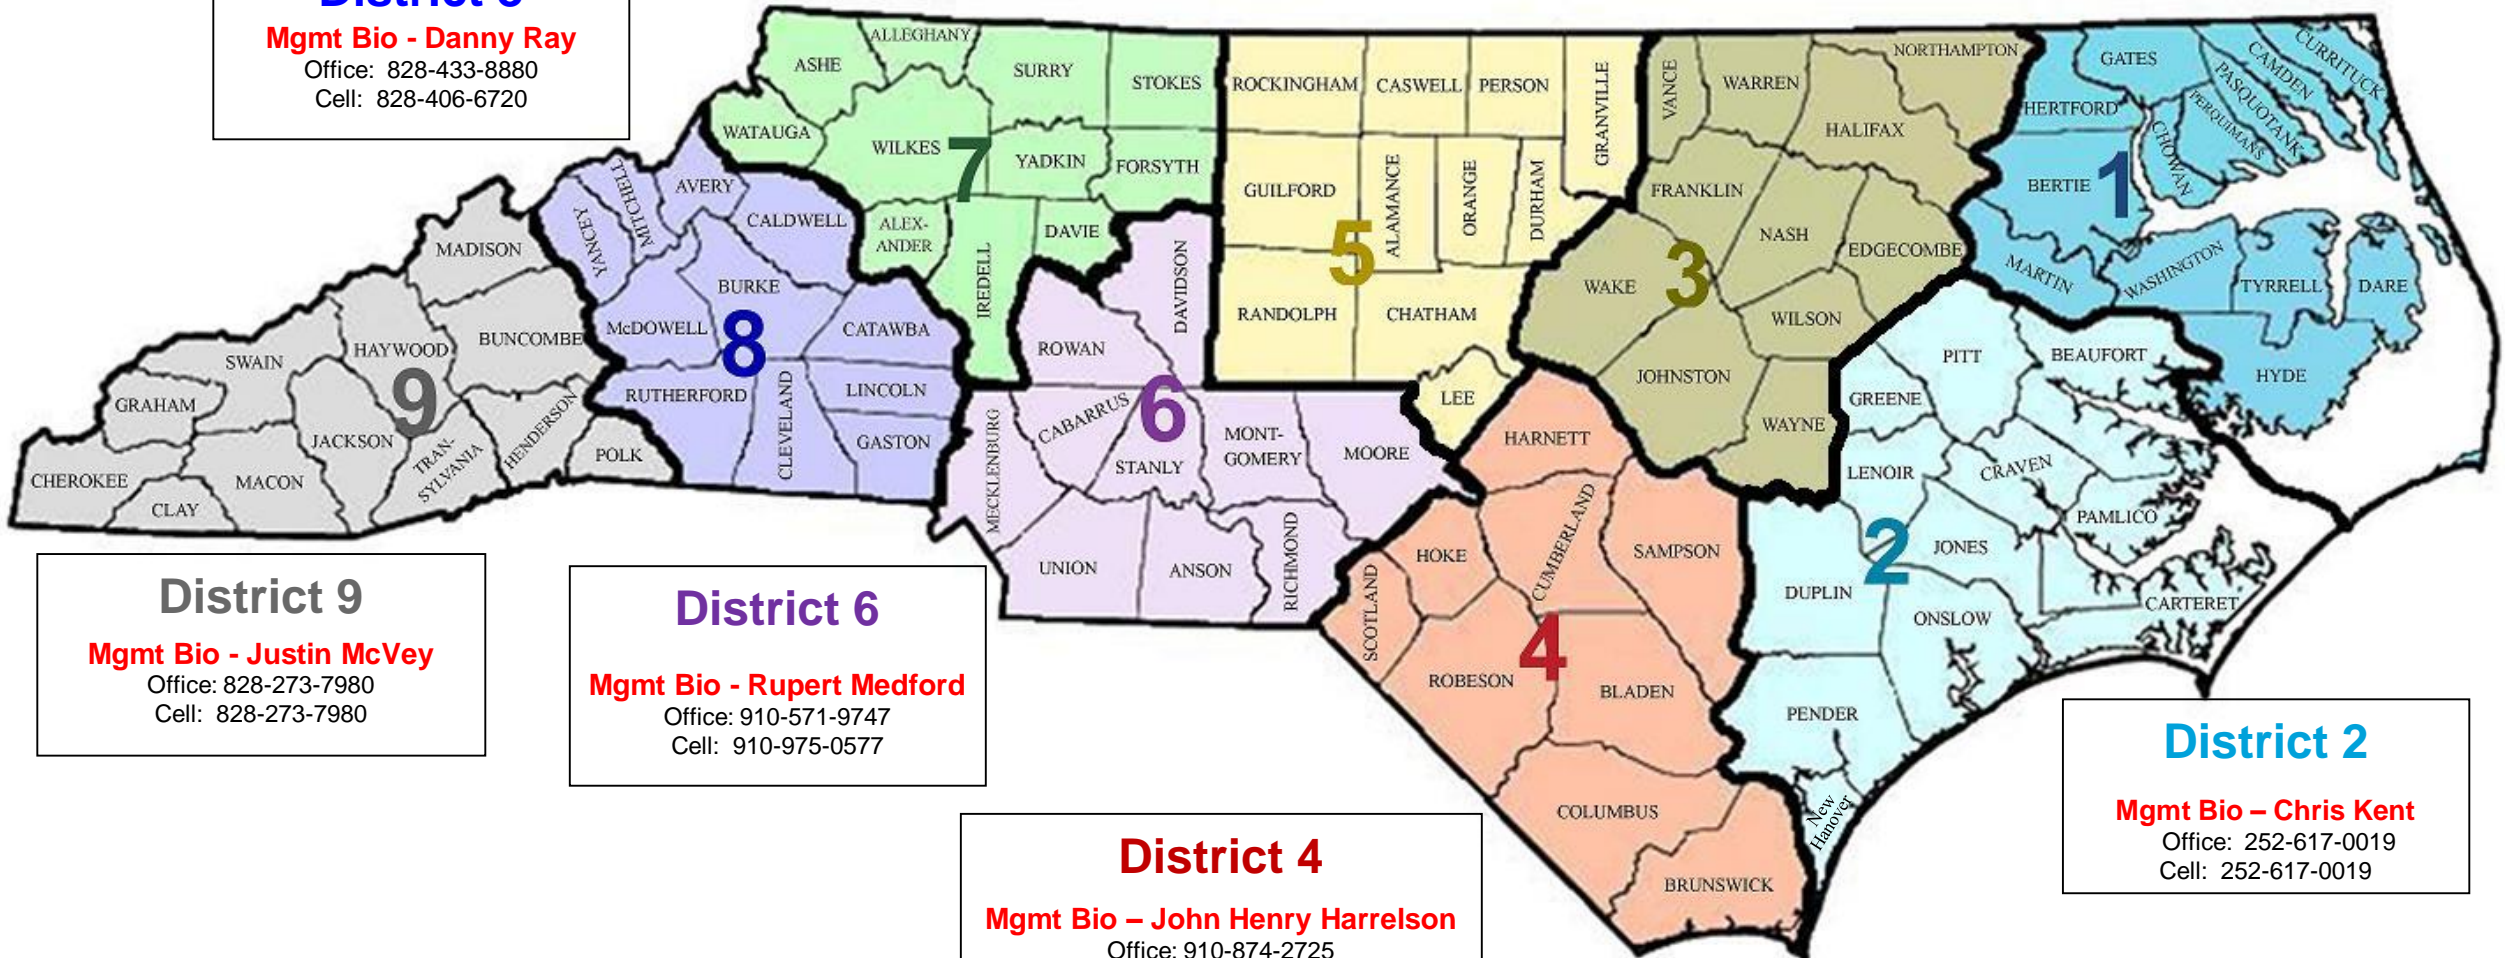 Mgmt Bio - Danny Ray
Office: 828-433-8880
Cell: 828-406-6720
ASHE
ALLEGHANY
SURRY
STOKES
WATAUGA
WILKES
7
YADKIN
FORSYTH
ALEX-
ANDER
IREDELL
DAVIE
ROCKINGHAM
CASWELL
PERSON
GRANVILLE
GUILFORD
ALAMANCE
ORANGE
DURHAM
5
RANDOLPH
CHATHAM
LEE
VANCE
WARREN
NORTHAMPTON
HALIFAX
FRANKLIN
NASH
EDGECOMBE
WAKE
3
WILSON
JOHNSTON
WAYNE
GATES
CURRITUCK
CAMDEN
PASQUOTANK
PERQUIMANS
HERTFORD
CHOWAN
BERTIE
1
MARTIN
WASHINGTON
TYRRELL
DARE
HYDE
MITCHELL
AVERY
YANCEY
CALDWELL
BURKE
McDOWELL
8
CATAWBA
RUTHERFORD
CLEVELAND
LINCOLN
GASTON
MADISON
BUNCOMBE
HAYWOOD
SWAIN
GRAHAM
9
JACKSON
TRAN-
SYLVANIA
HENDERSON
POLK
CHEROKEE
CLAY
MACON
DAVIDSON
ROWAN
6
CABARRUS
MECKLENBURG
STANLY
MONT-
GOMERY
MOORE
UNION
ANSON
RICHMOND
HARNETT
CUMBERLAND
HOKE
SAMPSON
SCOTLAND
4
ROBESON
BLADEN
COLUMBUS
BRUNSWICK
PITT
BEAUFORT
GREENE
LENOIR
CRAVEN
PAMLICO
2
JONES
DUPLIN
ONSLOW
CARTERET
PENDER
New
Hanover
District 9
Mgmt Bio - Justin McVey
Office: 828-273-7980
Cell: 828-273-7980
District 6
Mgmt Bio - Rupert Medford
Office: 910-571-9747
Cell: 910-975-0577
District 4
Mgmt Bio – John Henry Harrelson
Office: 910-874-2725
District 2
Mgmt Bio – Chris Kent
Office: 252-617-0019
Cell: 252-617-0019